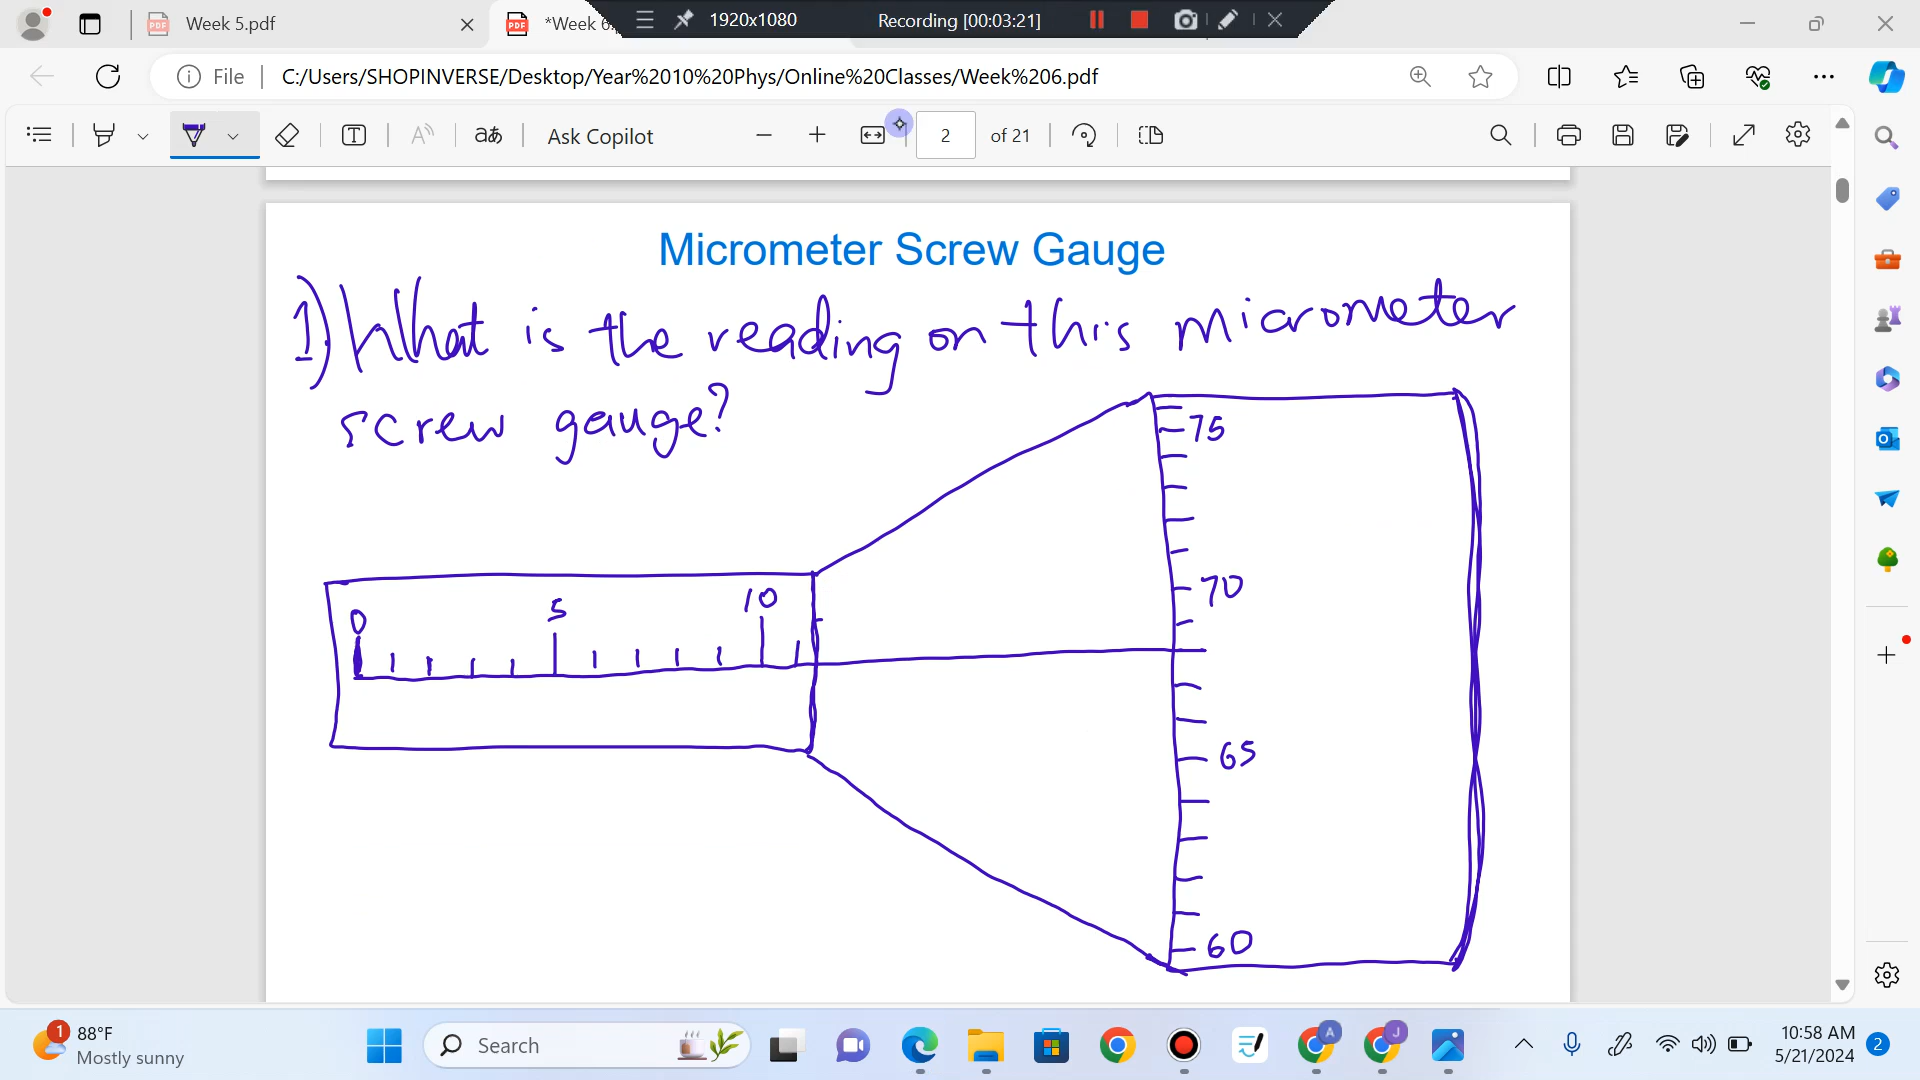 Week 5.pdf
*Week 6.
1920x1080
Recording [00:03:21]
File
C:/Users/SHOPINVERSE/Desktop/Year%2010%20Phys/Online%20Classes/Week%206.pdf
Ask Copilot
2
of 21
Micrometer Screw Gauge
1) What is the reading on this micrometer
screw gauge?
75
70
65
60
0 5 10
1
88°F
Mostly sunny
Search
A
J
10:58 AM
5/21/2024
2